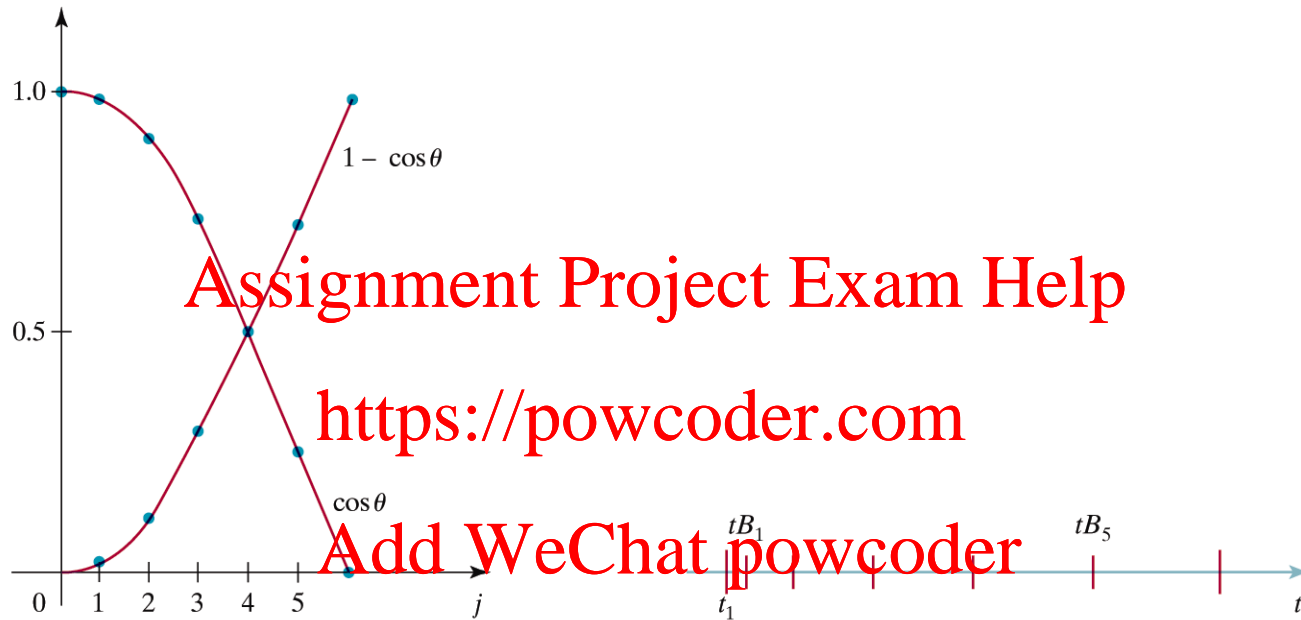 1.0
1 − cos θ
Assignment Project Exam Help
0.5
https://powcoder.com
cos θ
Add WeChat powcoder
tB₁ tB₅
0 1 2 3 4 5 j t₁ t